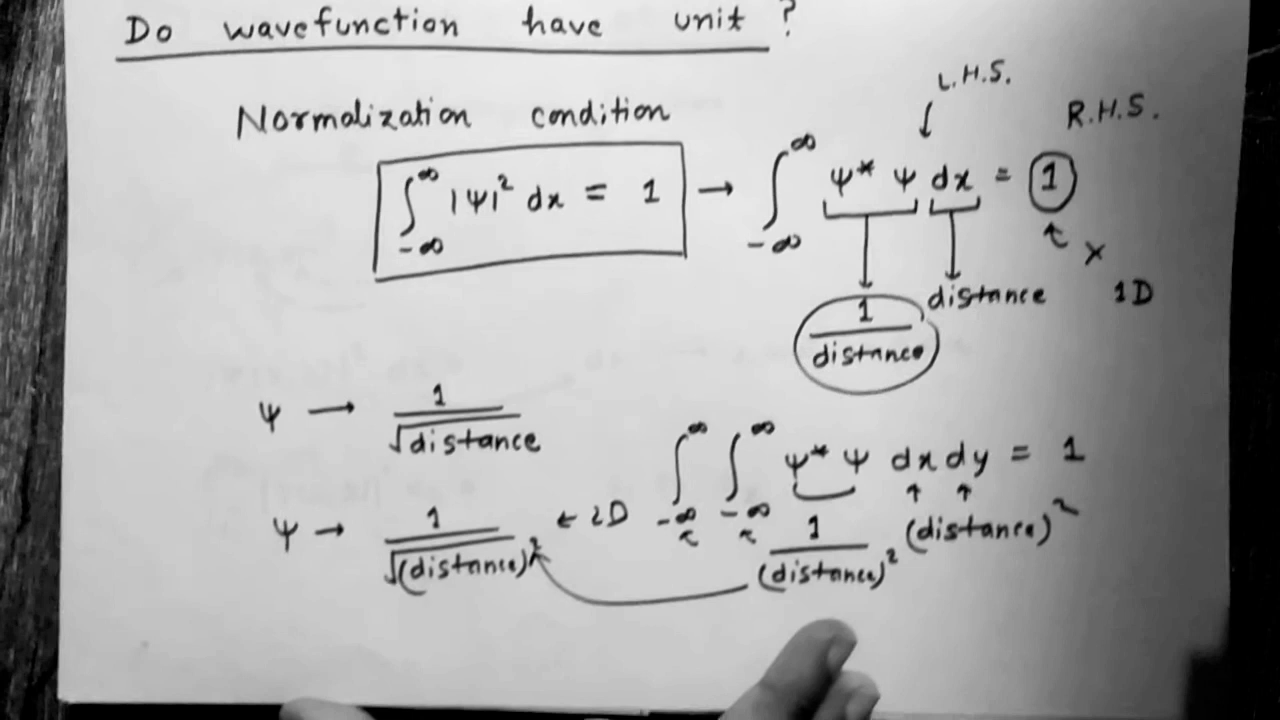 Do wavefunction have unit ?
L.H.S.
R.H.S.
Normalization condition
∫_{-∞}^{∞} |Ψ|² dx = 1 → ∫_{-∞}^{∞} Ψ* Ψ dx = 1
x
1D
1/distance distance
Ψ → 1/√distance
∫_{-∞}^{∞} ∫_{-∞}^{∞} Ψ* Ψ dx dy = 1
Ψ → 1/√(distance)² ← 2D
1/(distance)² (distance)²